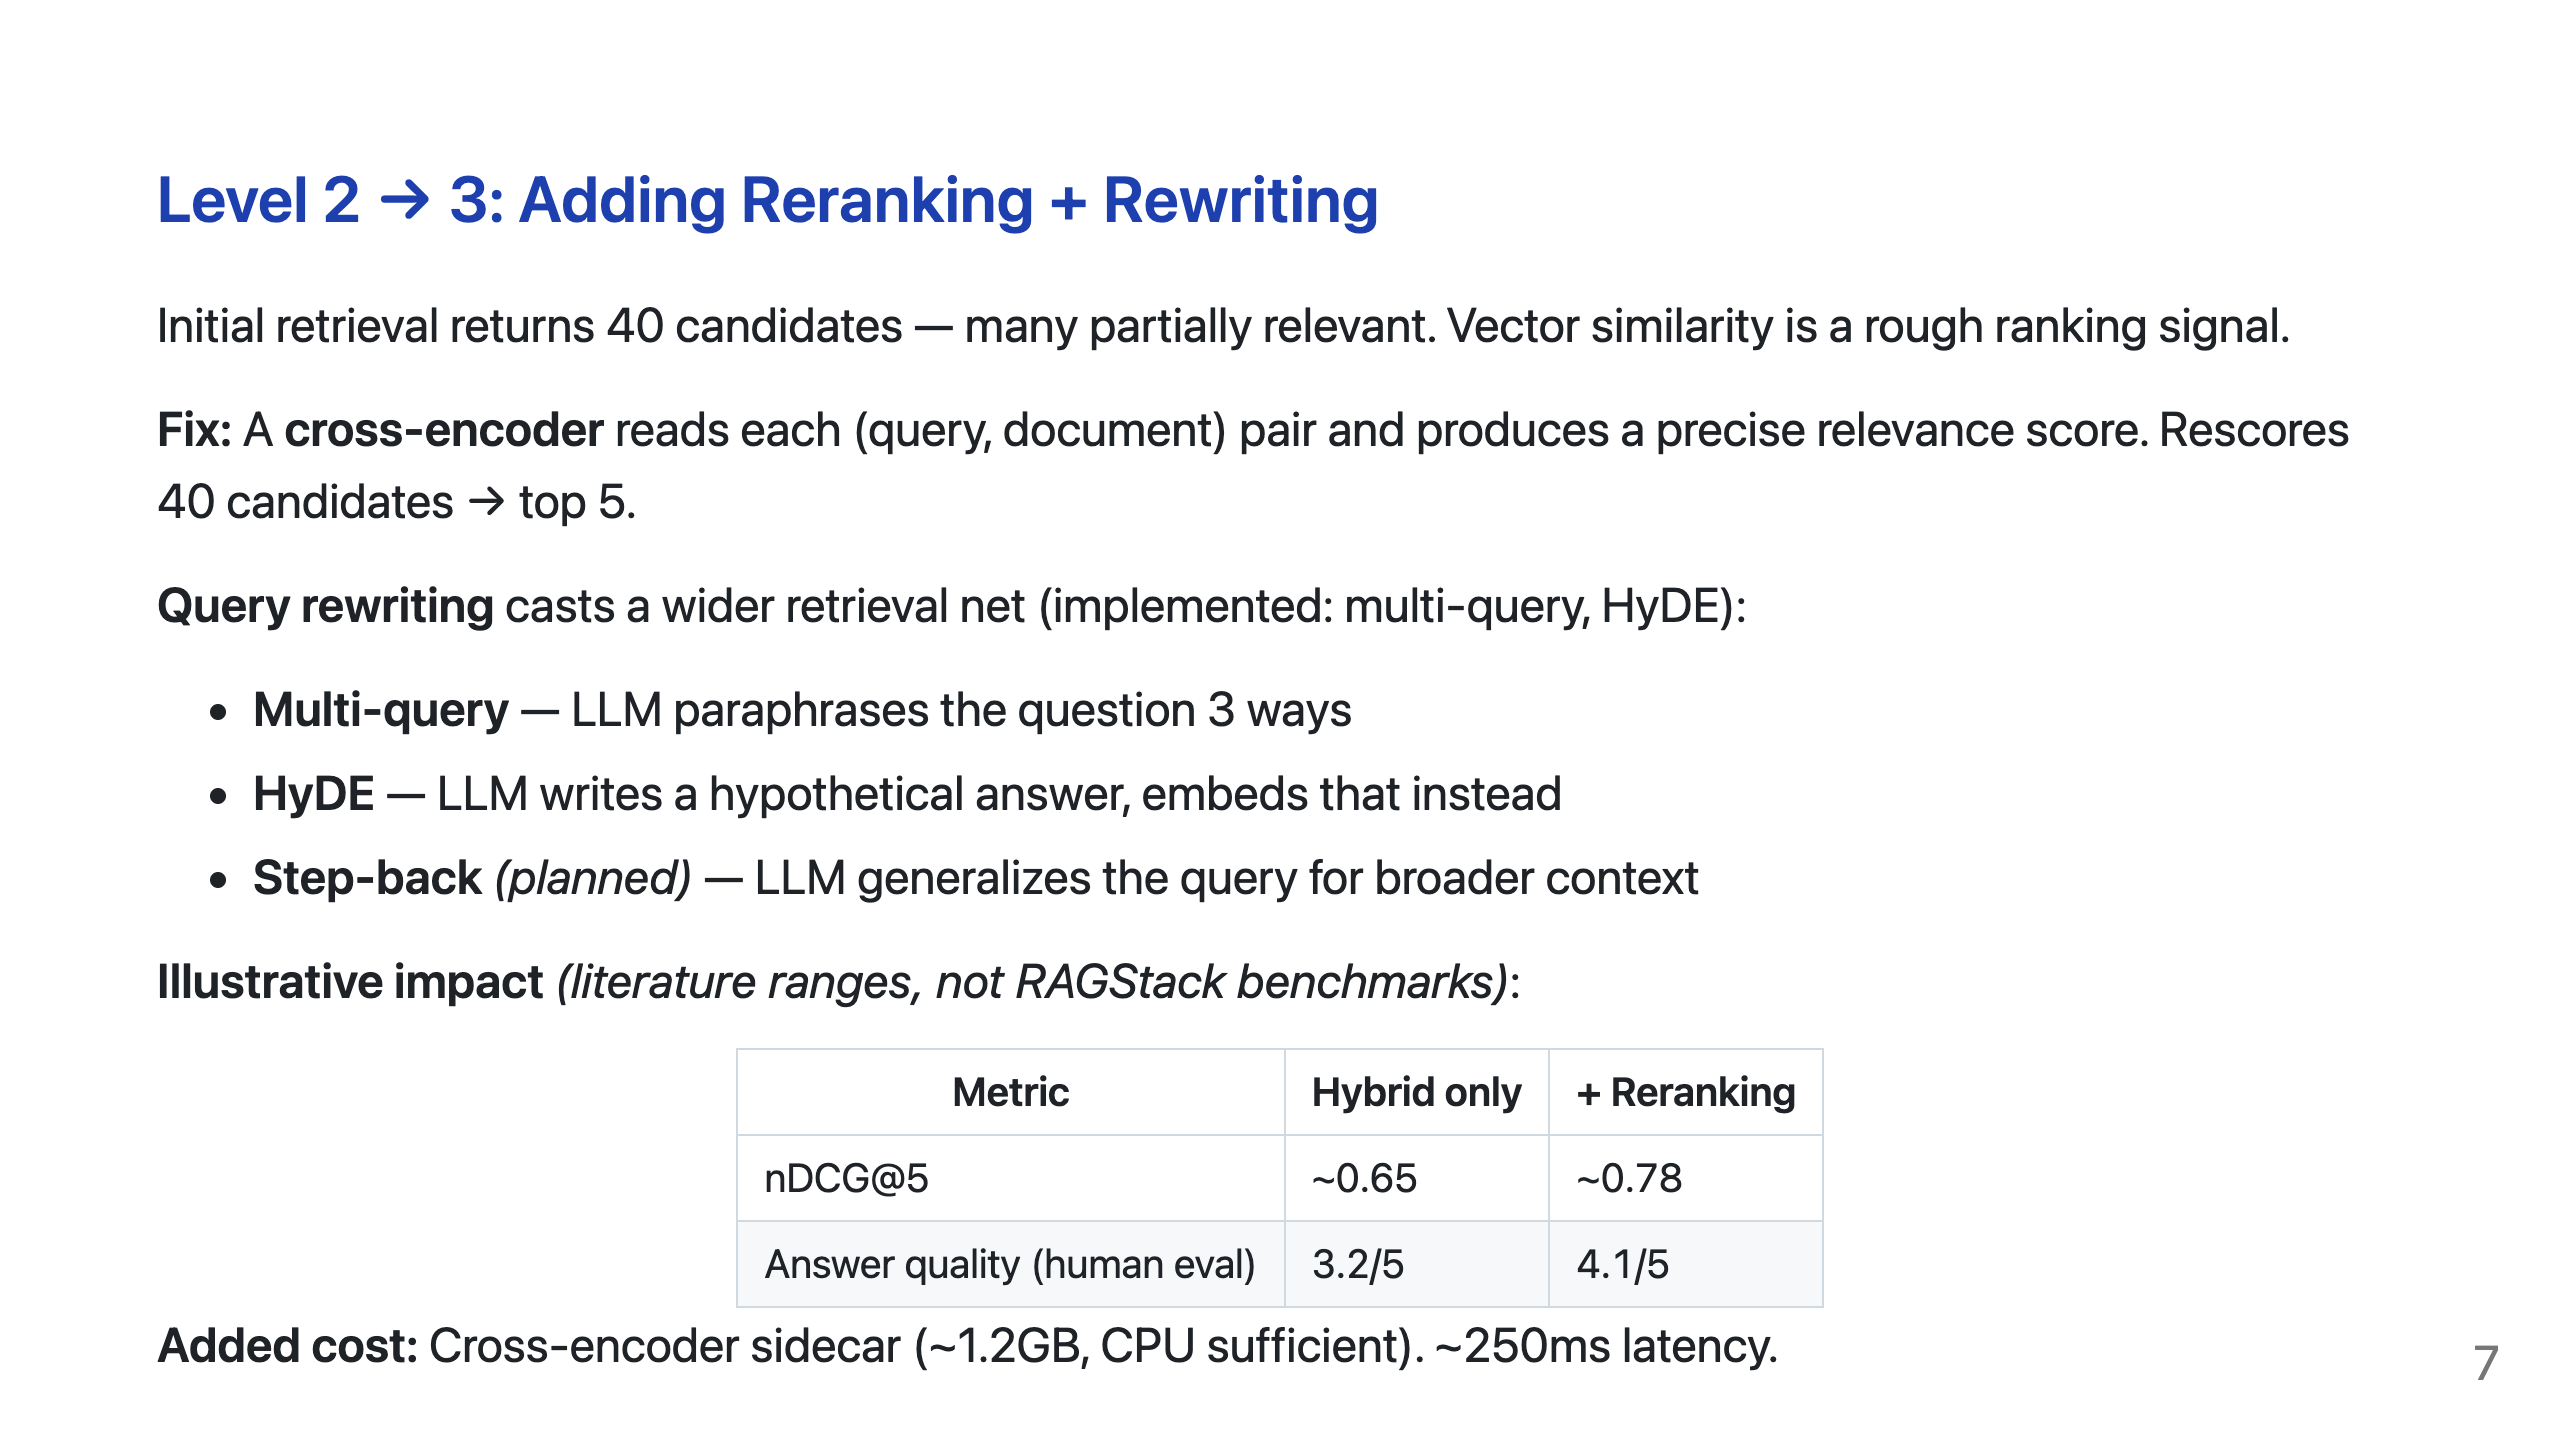 Level 2 → 3: Adding Reranking + Rewriting
Initial retrieval returns 40 candidates — many partially relevant. Vector similarity is a rough ranking signal.
Fix: A cross-encoder reads each (query, document) pair and produces a precise relevance score. Rescores
40 candidates → top 5.
Query rewriting casts a wider retrieval net (implemented: multi-query, HyDE):
• Multi-query — LLM paraphrases the question 3 ways
• HyDE — LLM writes a hypothetical answer, embeds that instead
• Step-back (planned) — LLM generalizes the query for broader context
Illustrative impact (literature ranges, not RAGStack benchmarks):
Metric Hybrid only + Reranking
nDCG@5 ~0.65 ~0.78
Answer quality (human eval) 3.2/5 4.1/5
Added cost: Cross-encoder sidecar (~1.2GB, CPU sufficient). ~250ms latency.
7